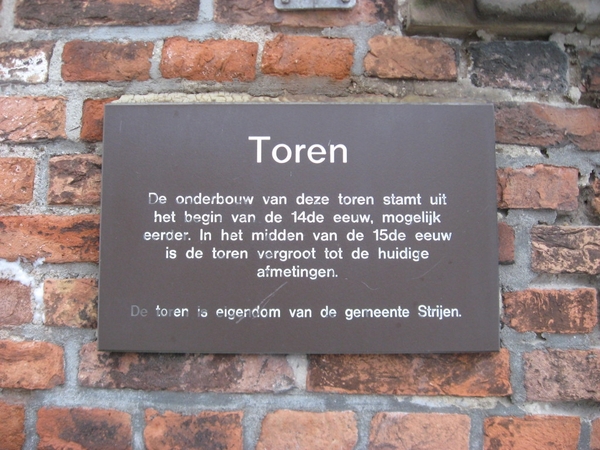 Toren
De onderbouw van deze toren stamt uit
het begin van de 14de eeuw, mogelijk
eerder. In het midden van de 15de eeuw
is de toren vergroot tot de huidige
afmetingen.
De toren is eigendom van de gemeente Strijen.